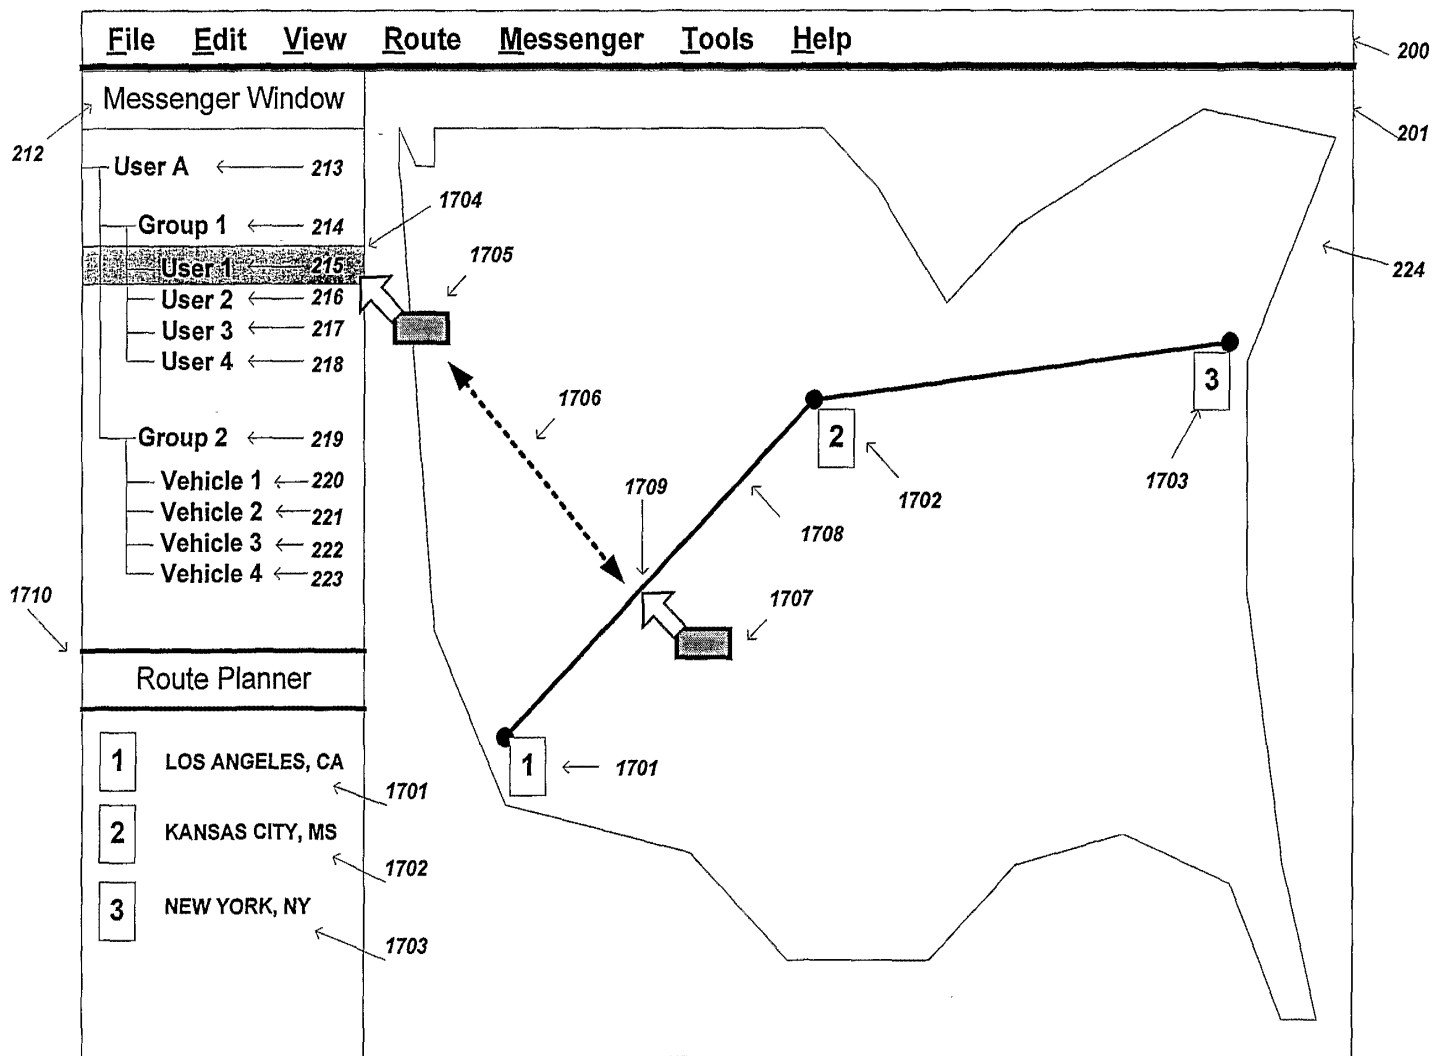 File Edit View Route Messenger Tools Help
200
Messenger Window
201
212
User A 213
1704
Group 1 214
1705
User 1 215
224
User 2 216
User 3 217
User 4 218
3
1706
2
Group 2 219
1703
Vehicle 1 220
1709
1702
Vehicle 2 221
1708
Vehicle 3 222
Vehicle 4 223
1710
1707
Route Planner
1 LOS ANGELES, CA
1 1701
1701
2 KANSAS CITY, MS
1702
3 NEW YORK, NY
1703